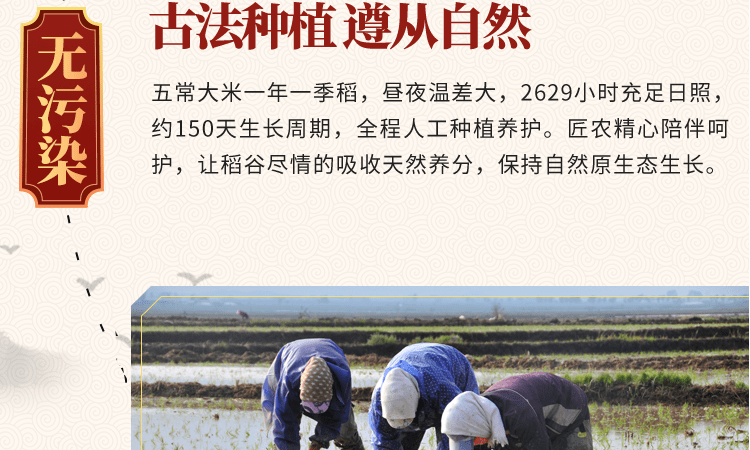 古法种植 遵从自然
无污染
五常大米一年一季稻，昼夜温差大，2629小时充足日照，
约150天生长周期，全程人工种植养护。匠农精心陪伴呵
护，让稻谷尽情的吸收天然养分，保持自然原生态生长。